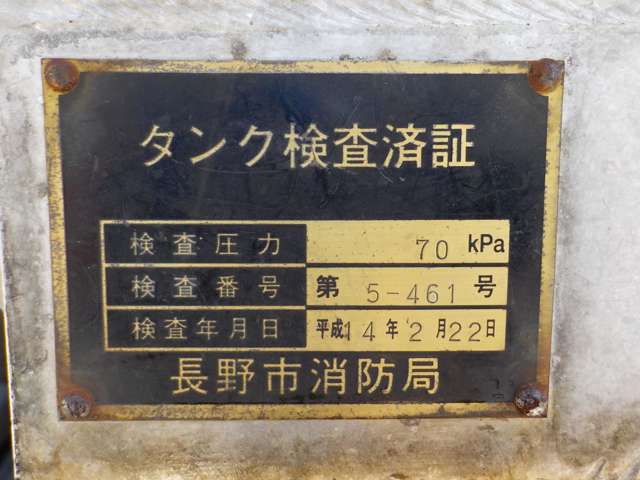 タンク検査済証
検査圧力 70 kPa
検査番号 第 5-461 号
検査年月日 平成14年2月22日
長野市消防局